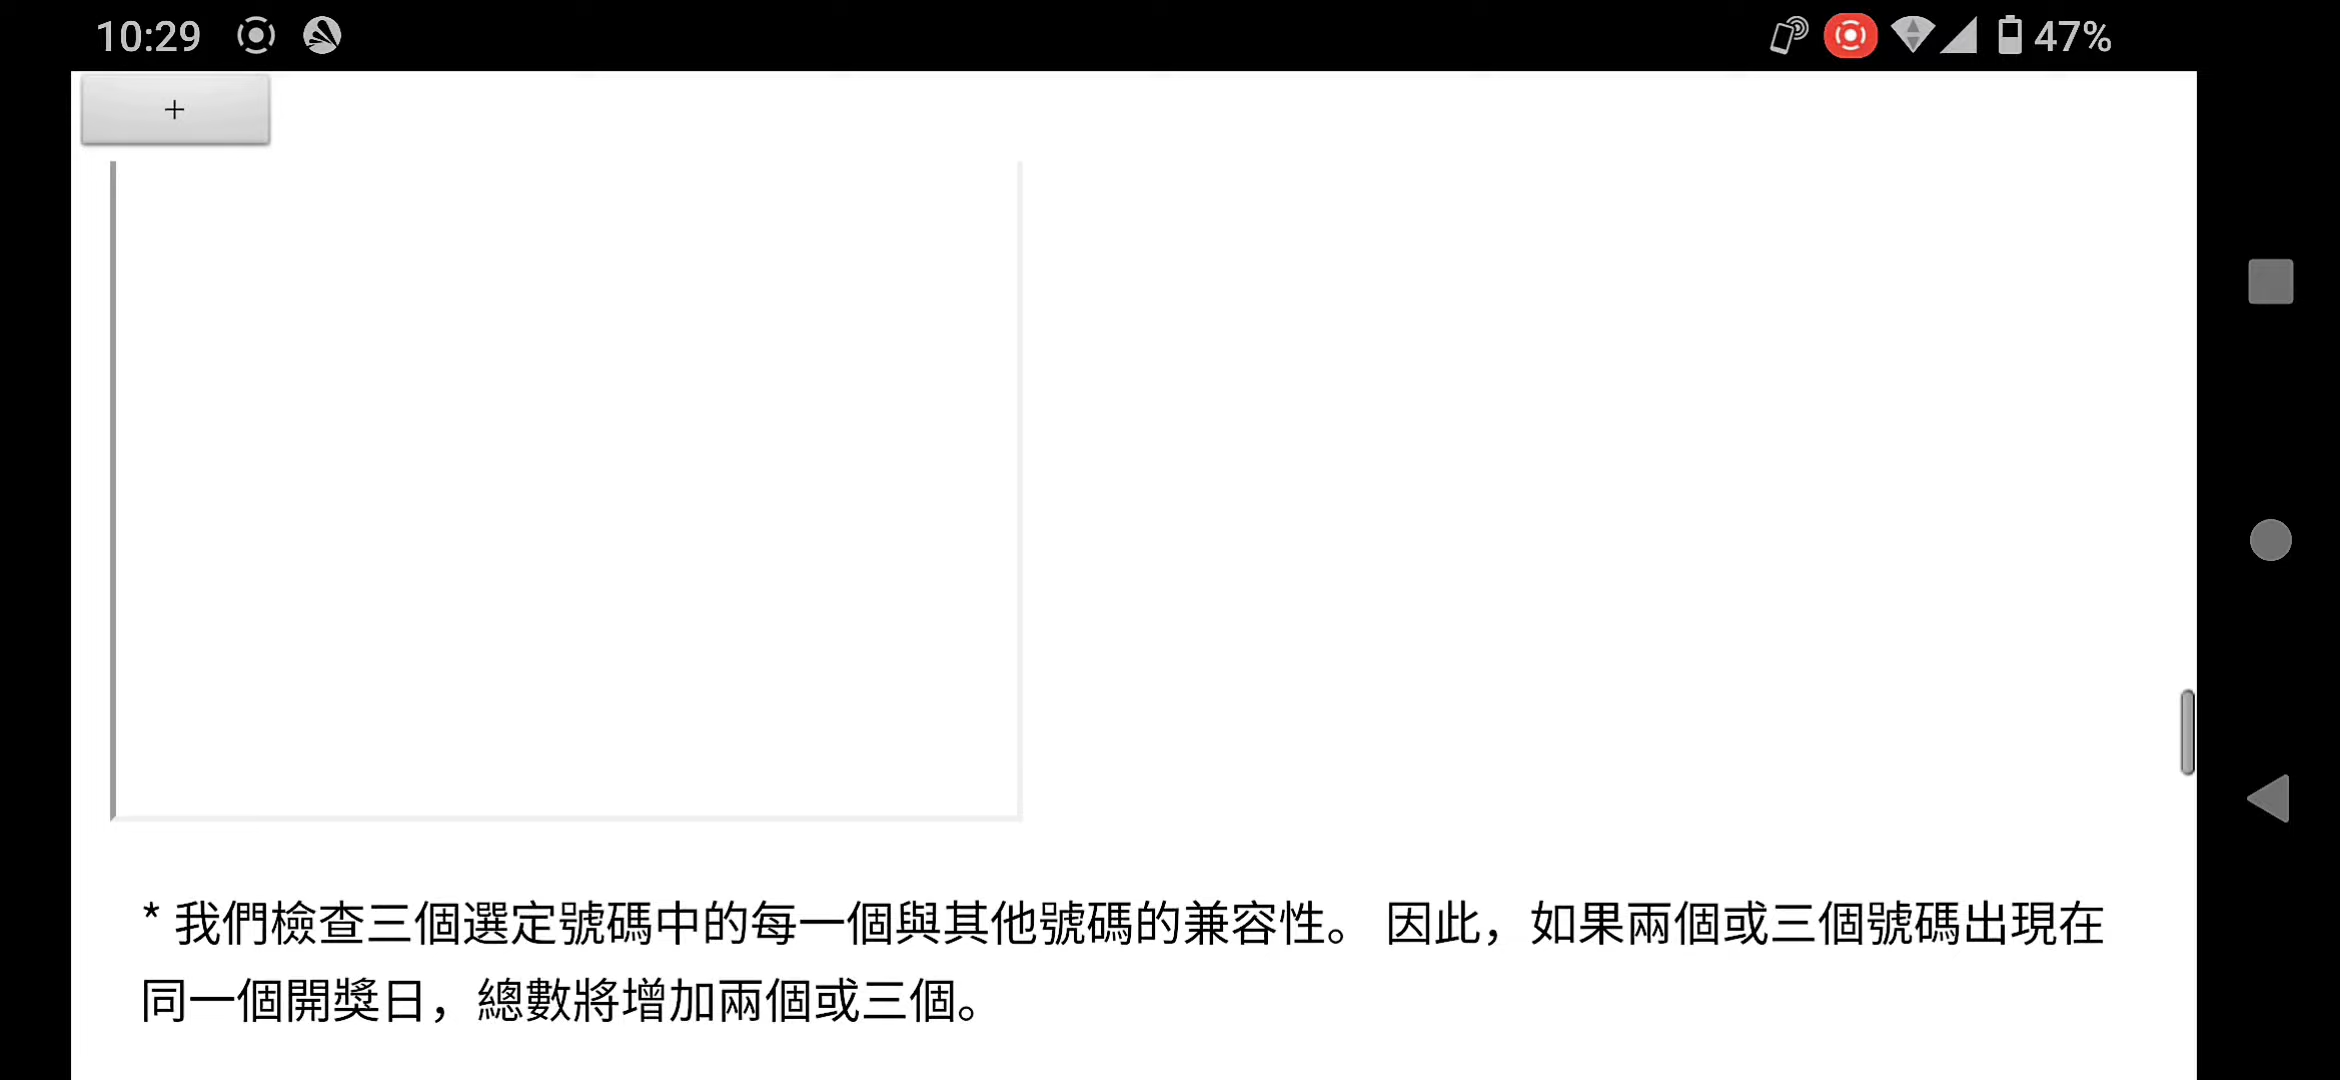 10:29 47%
+
* 我們檢查三個選定號碼中的每一個與其他號碼的兼容性。 因此，如果兩個或三個號碼出現在
同一個開獎日，總數將增加兩個或三個。